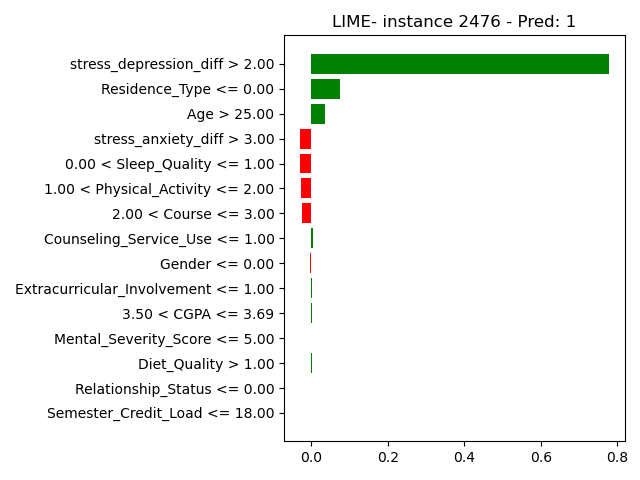 LIME- instance 2476 - Pred: 1
stress_depression_diff > 2.00
Residence_Type <= 0.00
Age > 25.00
stress_anxiety_diff > 3.00
0.00 < Sleep_Quality <= 1.00
1.00 < Physical_Activity <= 2.00
2.00 < Course <= 3.00
Counseling_Service_Use <= 1.00
Gender <= 0.00
Extracurricular_Involvement <= 1.00
3.50 < CGPA <= 3.69
Mental_Severity_Score <= 5.00
Diet_Quality > 1.00
Relationship_Status <= 0.00
Semester_Credit_Load <= 18.00
0.0 0.2 0.4 0.6 0.8